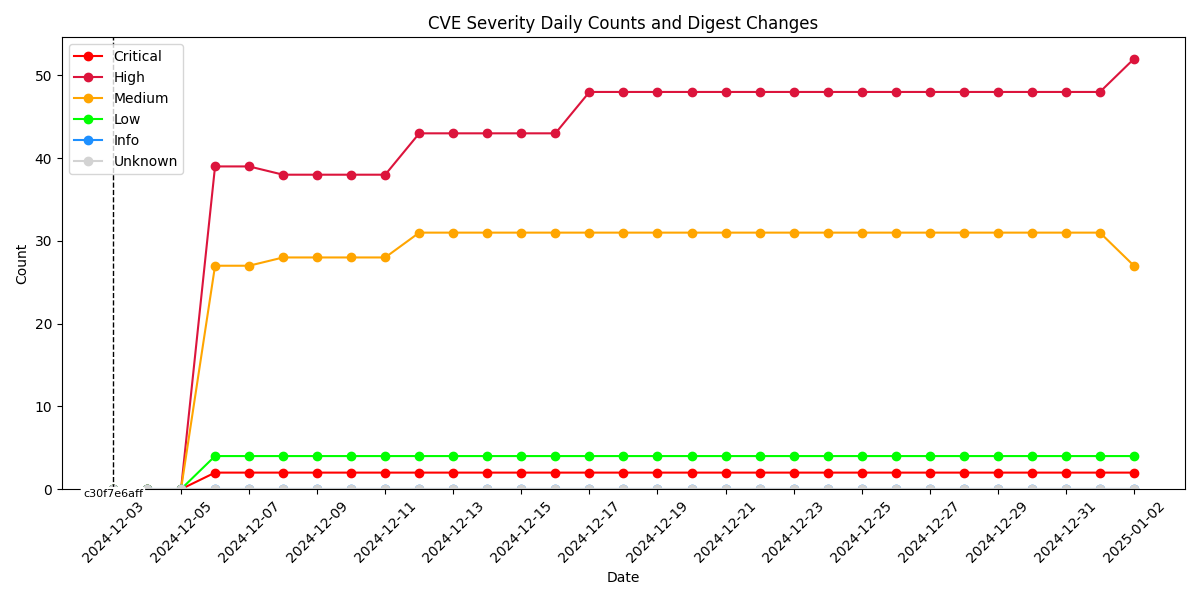 CVE Severity Daily Counts and Digest Changes
Critical
High
Medium
Low
Info
Unknown
Count
50
40
30
20
10
0
c30f7e6aff
2024-12-03
2024-12-05
2024-12-07
2024-12-09
2024-12-11
2024-12-13
2024-12-15
2024-12-17
2024-12-19
2024-12-21
2024-12-23
2024-12-25
2024-12-27
2024-12-29
2024-12-31
2025-01-02
Date